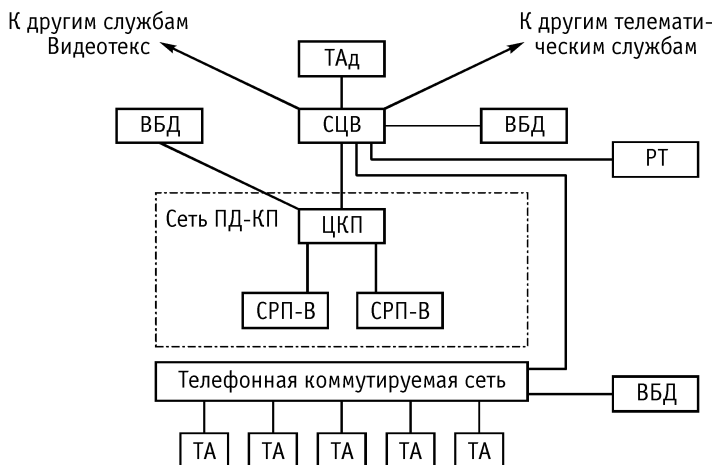 К другим службам
Видеотекс
К другим телемати-
ческим службам
ТАд
ВБД
СЦВ
ВБД
РТ
Сеть ПД-КП
ЦКП
СРП-В
СРП-В
Телефонная коммутируемая сеть
ВБД
ТА
ТА
ТА
ТА
ТА